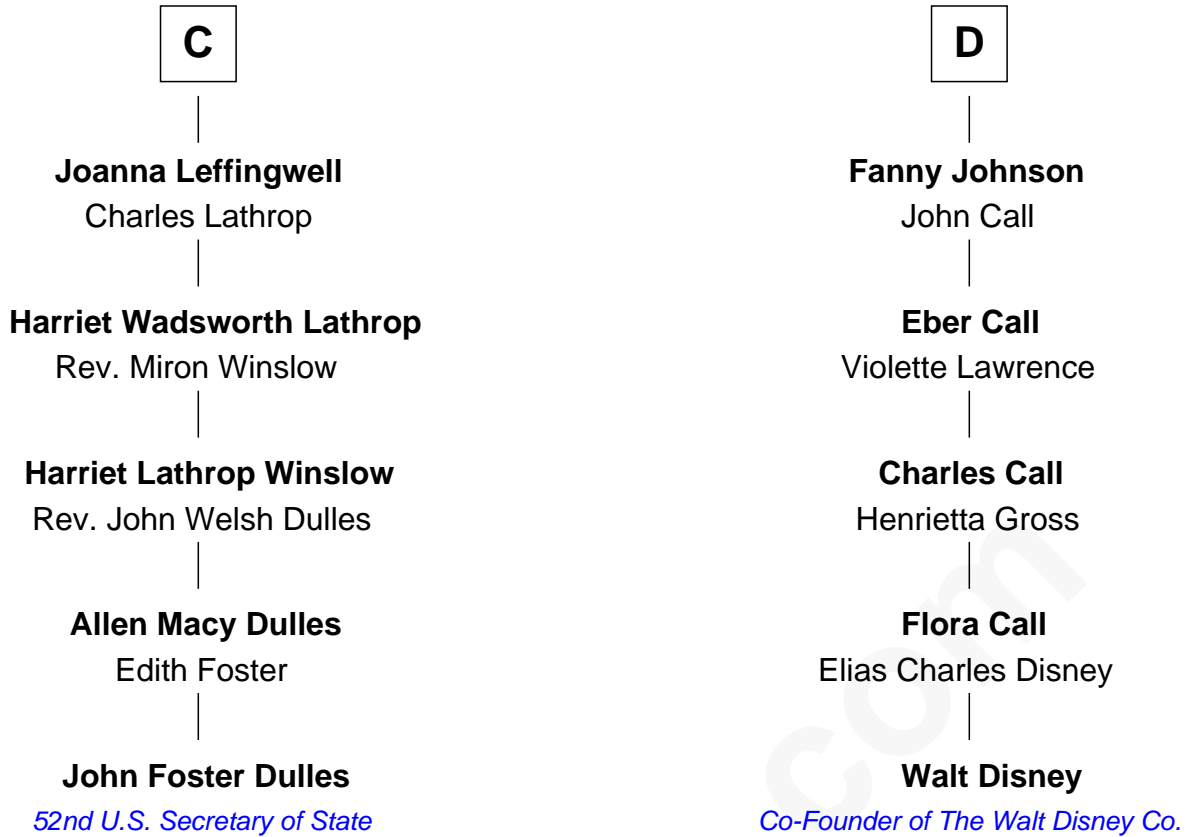 C
Joanna Leffingwell
Charles Lathrop
Harriet Wadsworth Lathrop
Rev. Miron Winslow
Harriet Lathrop Winslow
Rev. John Welsh Dulles
Allen Macy Dulles
Edith Foster
John Foster Dulles
52nd U.S. Secretary of State
D
Fanny Johnson
John Call
Eber Call
Violette Lawrence
Charles Call
Henrietta Gross
Flora Call
Elias Charles Disney
Walt Disney
Co-Founder of The Walt Disney Co.
com